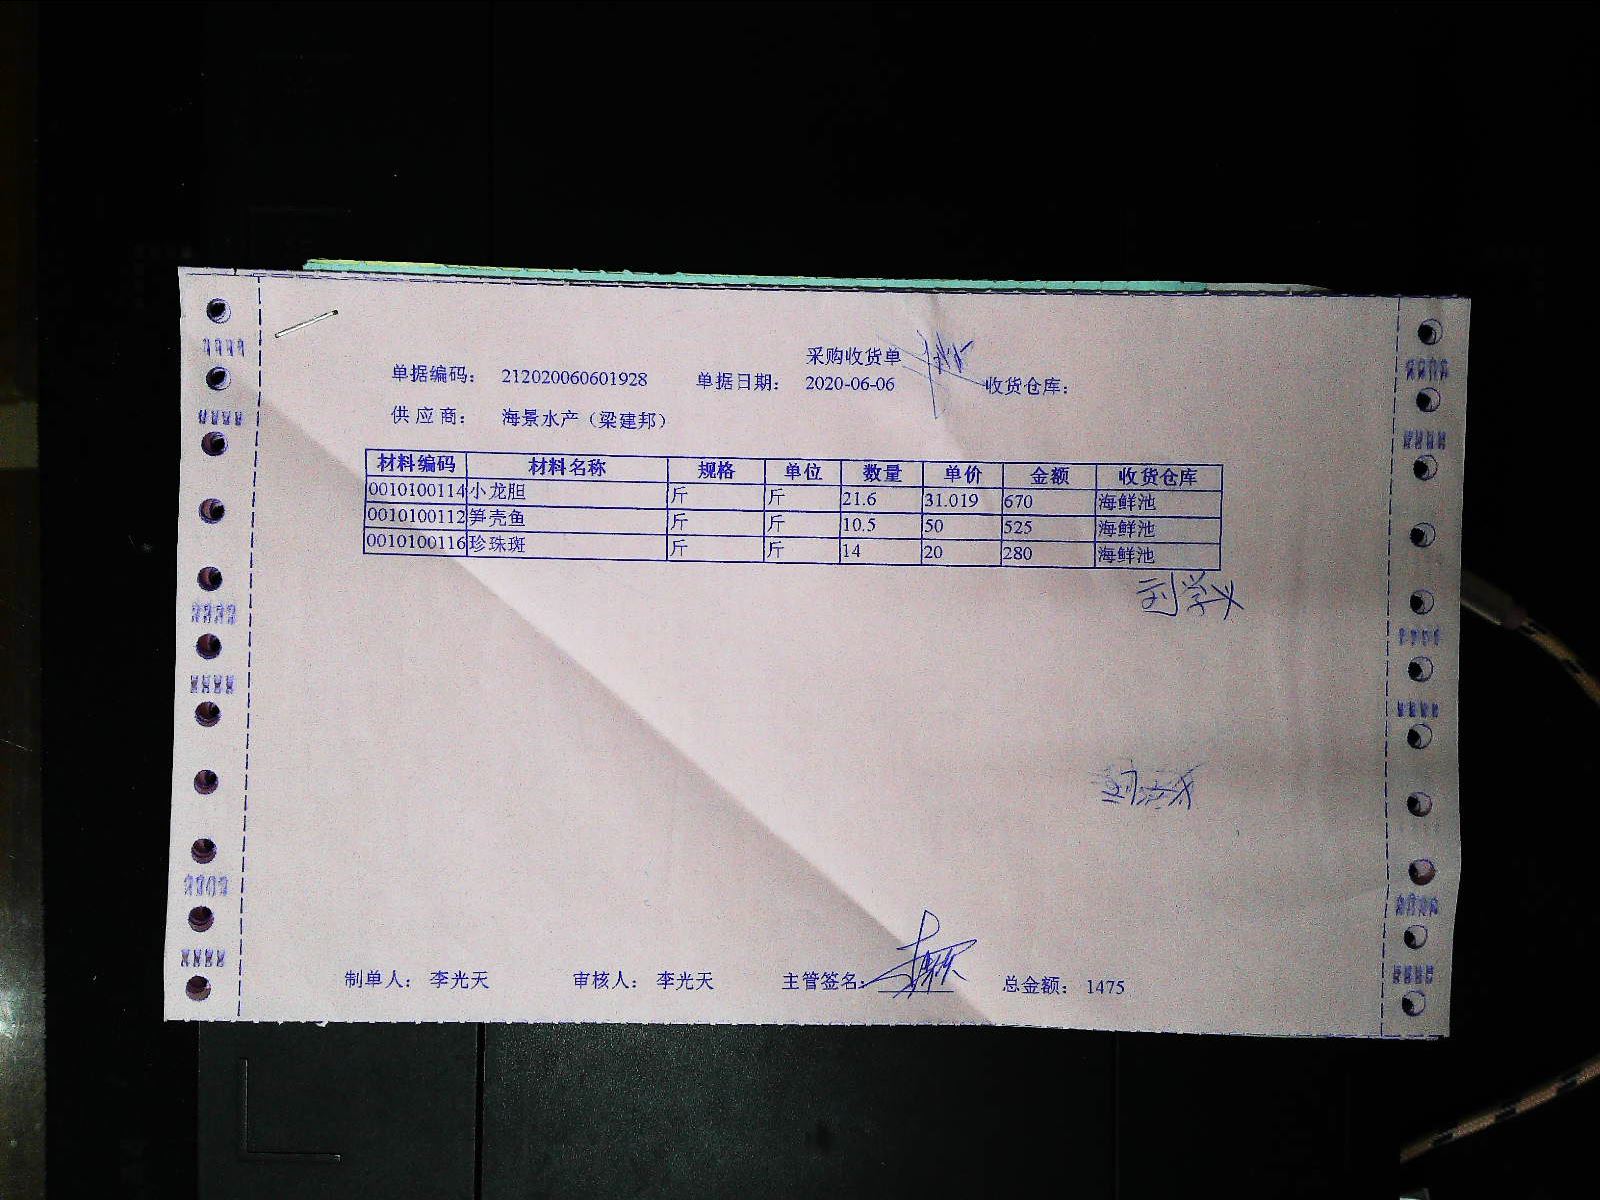 采购收货单
单据编码： 212020060601928 单据日期： 2020-06-06 收货仓库：
供 应 商： 海景水产（梁建邦）
材料编码 材料名称 规格 单位 数量 单价 金额 收货仓库
0010100114 小龙胆 斤 斤 21.6 31.019 670 海鲜池
0010100112 笋壳鱼 斤 斤 10.5 50 525 海鲜池
0010100116 珍珠斑 斤 斤 14 20 280 海鲜池
刘学义
制单人： 李光天 审核人： 李光天 主管签名： 总金额： 1475